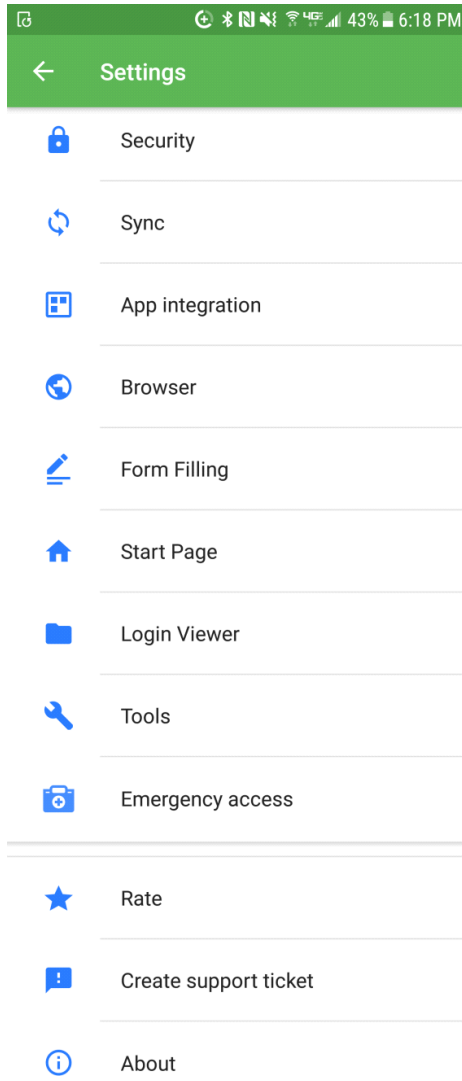 4G 43% 6:18 PM
Settings
Security
Sync
App integration
Browser
Form Filling
Start Page
Login Viewer
Tools
Emergency access
Rate
Create support ticket
About